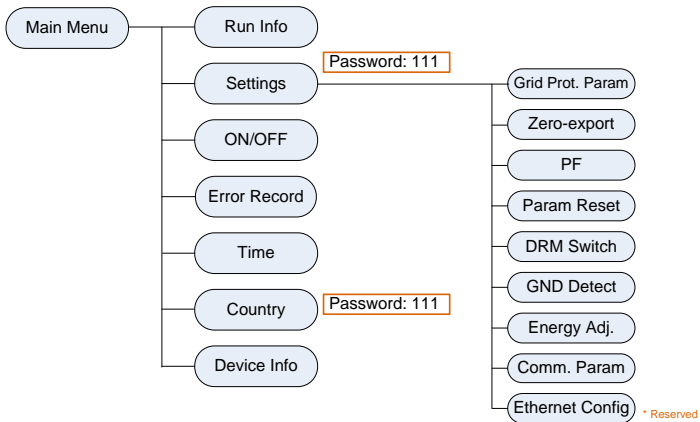 Main Menu
Run Info
Settings
Password: 111
ON/OFF
Error Record
Time
Country
Password: 111
Device Info
Grid Prot. Param
Zero-export
PF
Param Reset
DRM Switch
GND Detect
Energy Adj.
Comm. Param
Ethernet Config
* Reserved